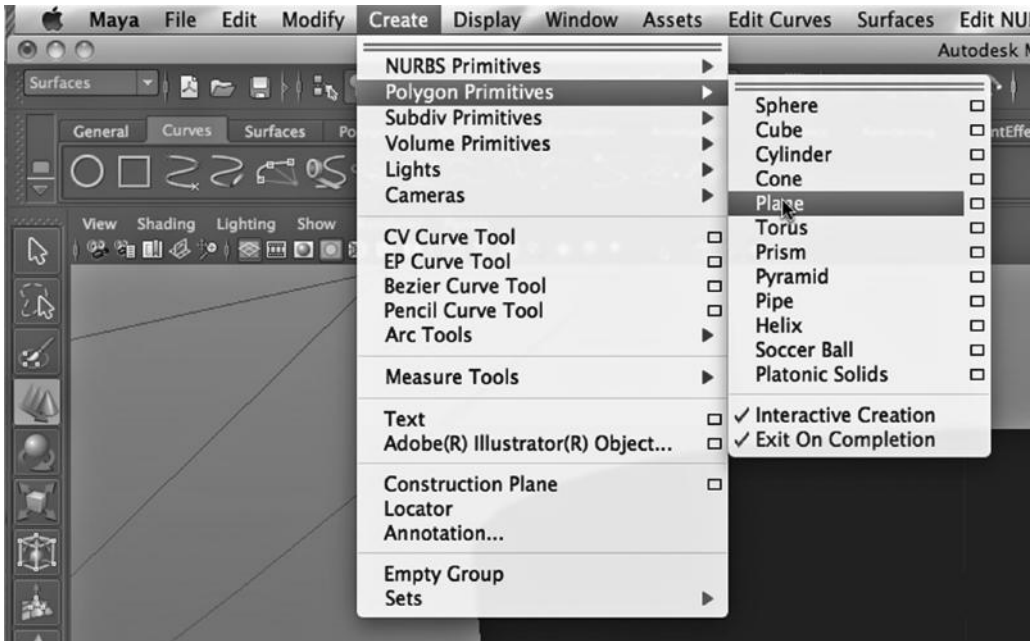 Maya File Edit Modify Create Display Window Assets Edit Curves Surfaces Edit NU
Autodesk
Surfaces
General Curves Surfaces Po
ntEffe
View Shading Lighting Show
NURBS Primitives
Polygon Primitives
Subdiv Primitives
Volume Primitives
Lights
Cameras
CV Curve Tool
EP Curve Tool
Bezier Curve Tool
Pencil Curve Tool
Arc Tools
Measure Tools
Text
Adobe(R) Illustrator(R) Object...
Construction Plane
Locator
Annotation...
Empty Group
Sets
Sphere
Cube
Cylinder
Cone
Plane
Torus
Prism
Pyramid
Pipe
Helix
Soccer Ball
Platonic Solids
✓ Interactive Creation
✓ Exit On Completion